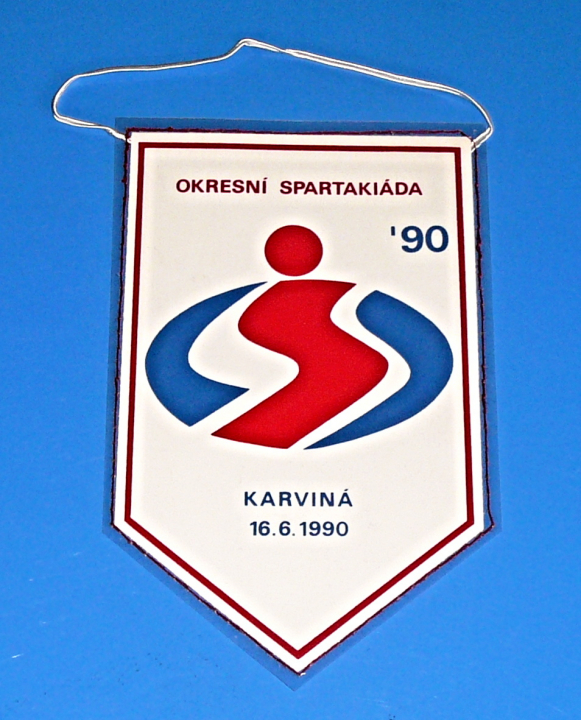 OKRESNÍ SPARTAKIÁDA
'90
KARVINÁ
16.6.1990